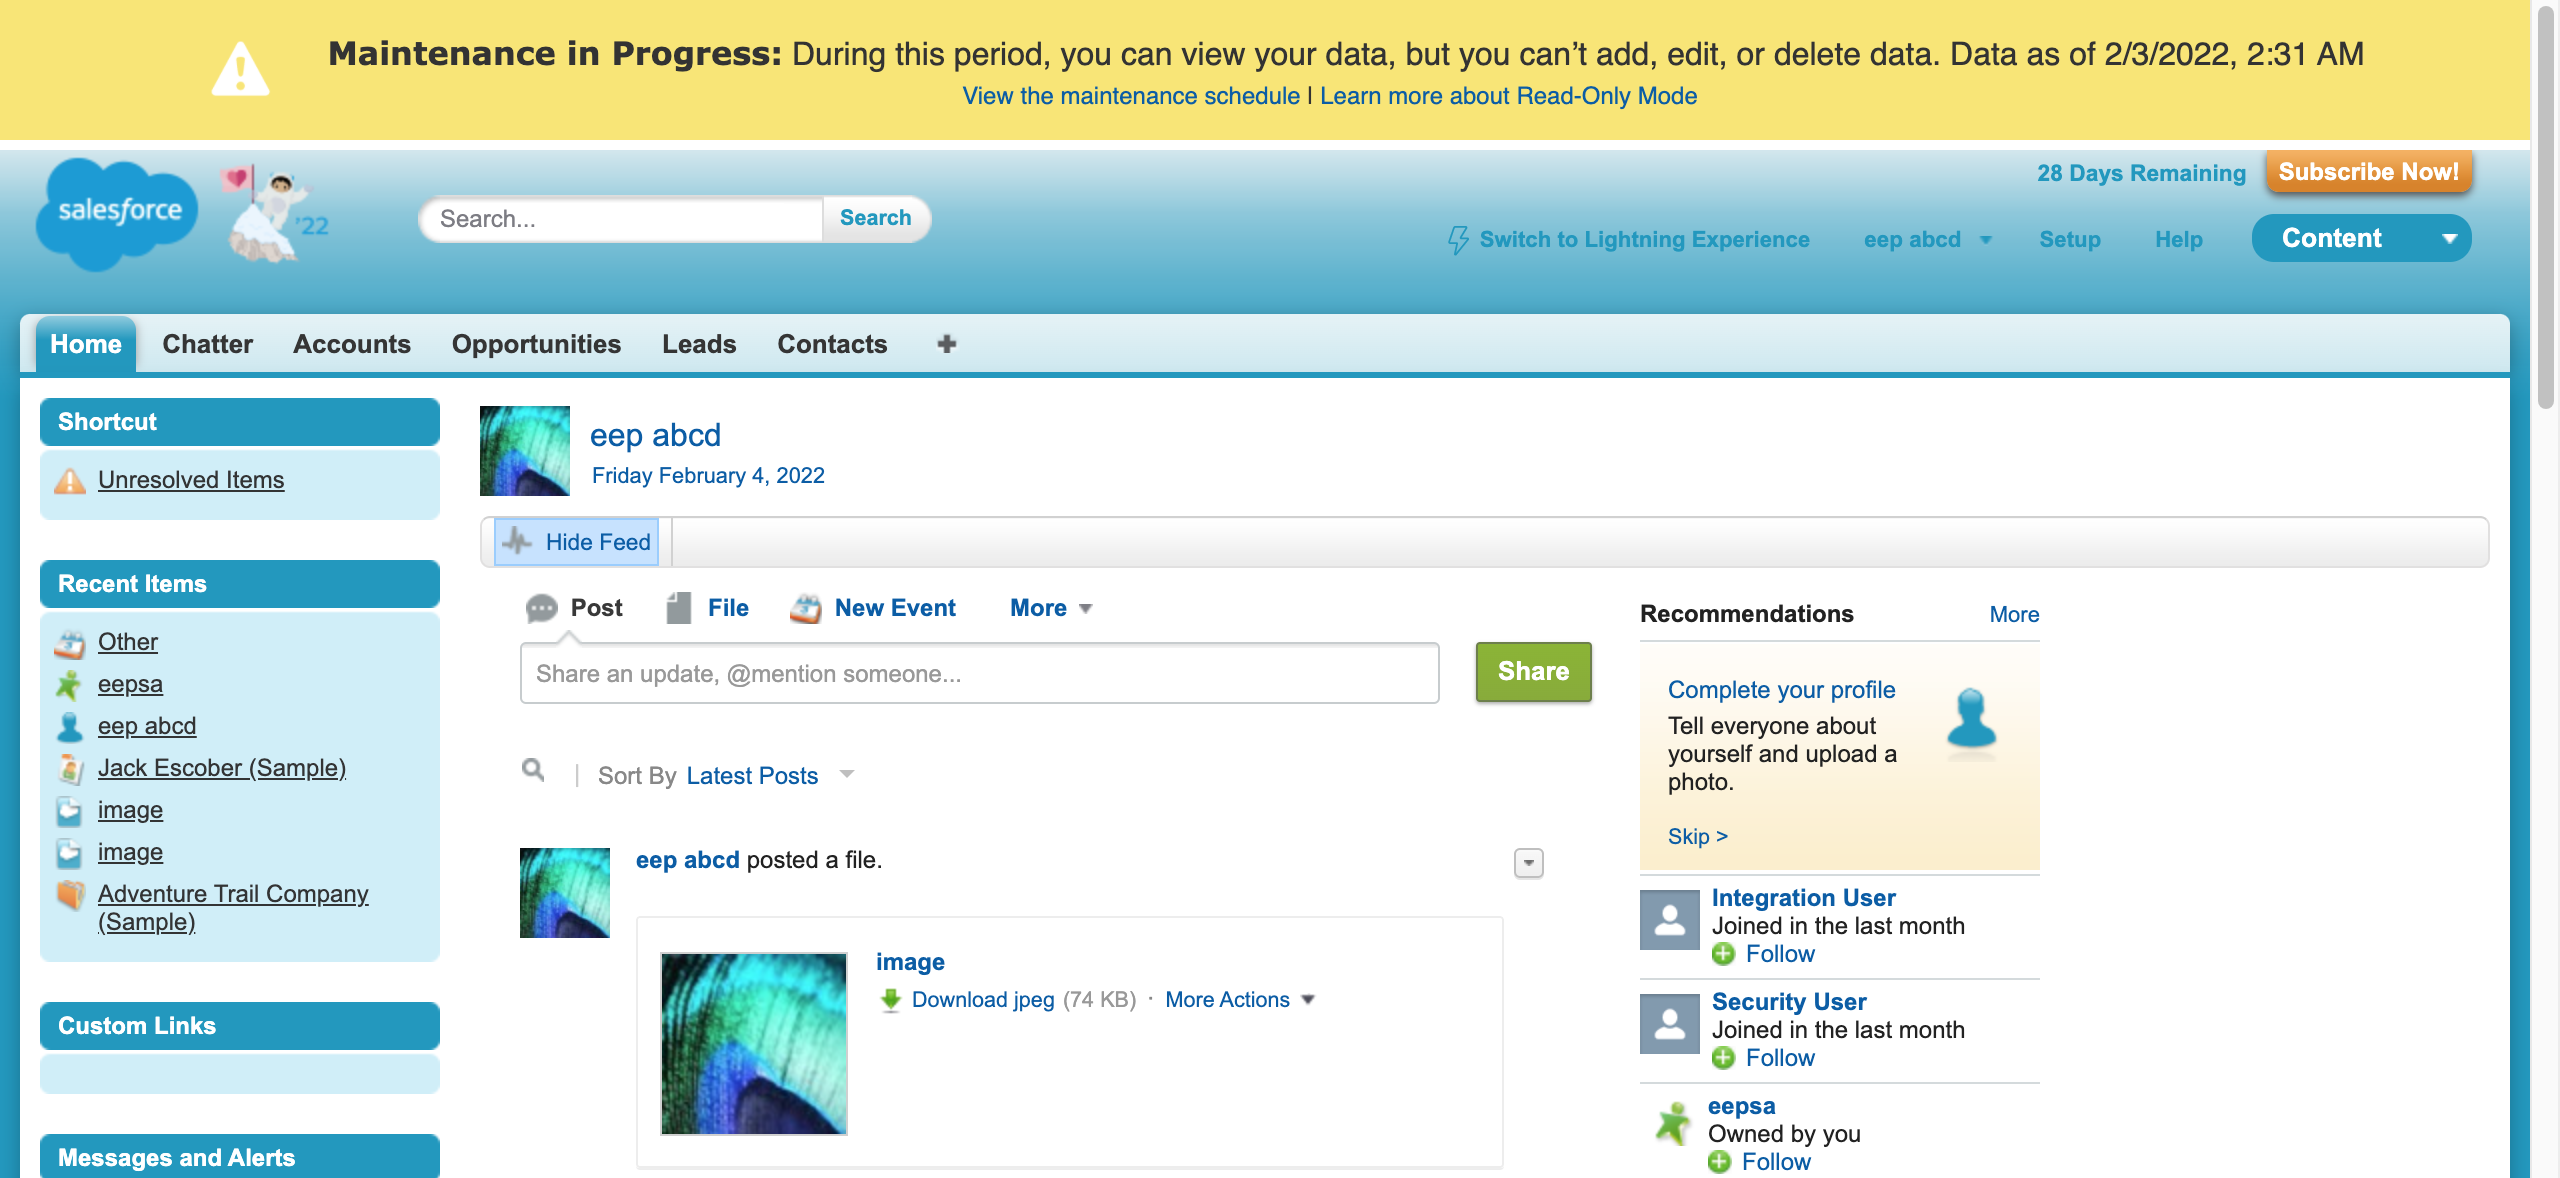 Maintenance in Progress: During this period, you can view your data, but you can’t add, edit, or delete data. Data as of 2/3/2022, 2:31 AM
View the maintenance schedule | Learn more about Read-Only Mode
salesforce
'22
Search...
Search
28 Days Remaining
Subscribe Now!
Switch to Lightning Experience
eep abcd
Setup
Help
Content
Home
Chatter
Accounts
Opportunities
Leads
Contacts
Shortcut
Unresolved Items
Recent Items
Other
eepsa
eep abcd
Jack Escober (Sample)
image
image
Adventure Trail Company
(Sample)
Custom Links
Messages and Alerts
eep abcd
Friday February 4, 2022
Hide Feed
Post
File
New Event
More
Share an update, @mention someone...
Share
Sort By Latest Posts
eep abcd posted a file.
image
Download jpeg (74 KB) · More Actions
Recommendations
More
Complete your profile
Tell everyone about
yourself and upload a
photo.
Skip >
Integration User
Joined in the last month
Follow
Security User
Joined in the last month
Follow
eepsa
Owned by you
Follow